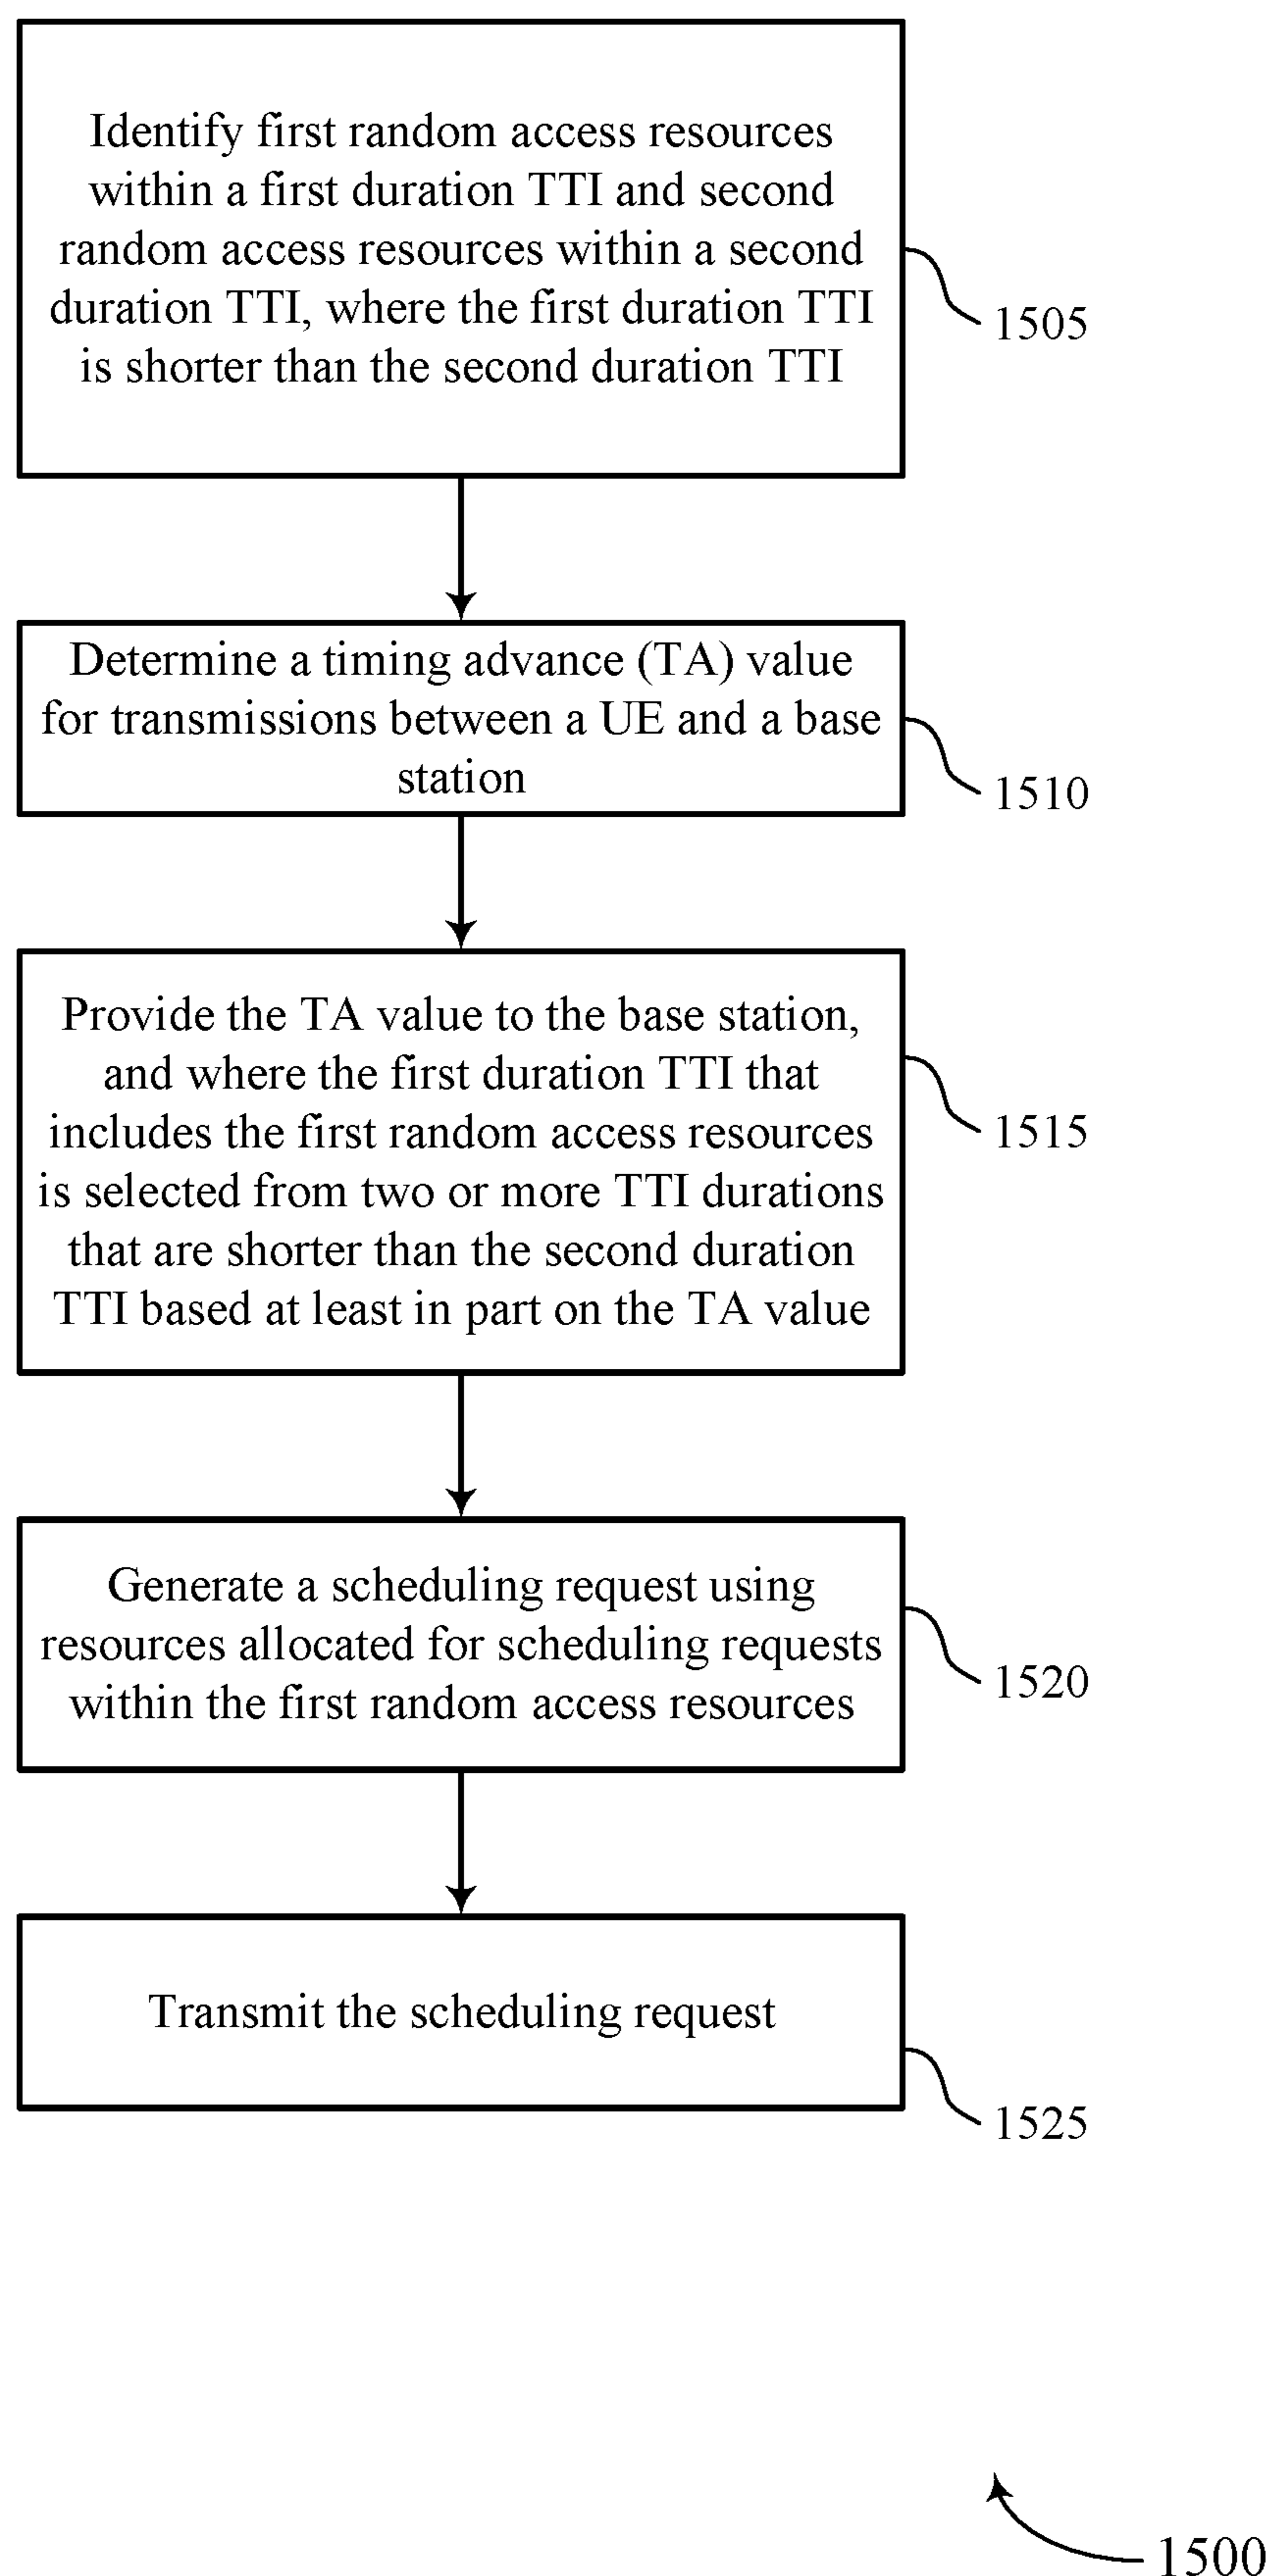 Identify first random access resources
within a first duration TTI and second
random access resources within a second
duration TTI, where the first duration TTI
is shorter than the second duration TTI
1505
Determine a timing advance (TA) value
for transmissions between a UE and a base
station
1510
Provide the TA value to the base station,
and where the first duration TTI that
includes the first random access resources
is selected from two or more TTI durations
that are shorter than the second duration
TTI based at least in part on the TA value
1515
Generate a scheduling request using
resources allocated for scheduling requests
within the first random access resources
1520
Transmit the scheduling request
1525
1500